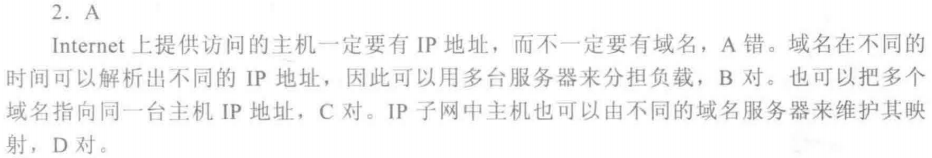 2. A
Internet 上提供访问的主机一定要有 IP 地址，而不一定要有域名，A 错。域名在不同的
时间可以解析出不同的 IP 地址，因此可以用多台服务器来分担负载，B 对。也可以把多个
域名指向同一台主机 IP 地址，C 对。IP 子网中主机也可以由不同的域名服务器来维护其映
射，D 对。